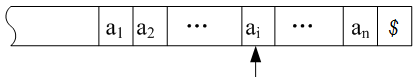 a₁ a₂ ••• aᵢ ••• aₙ $